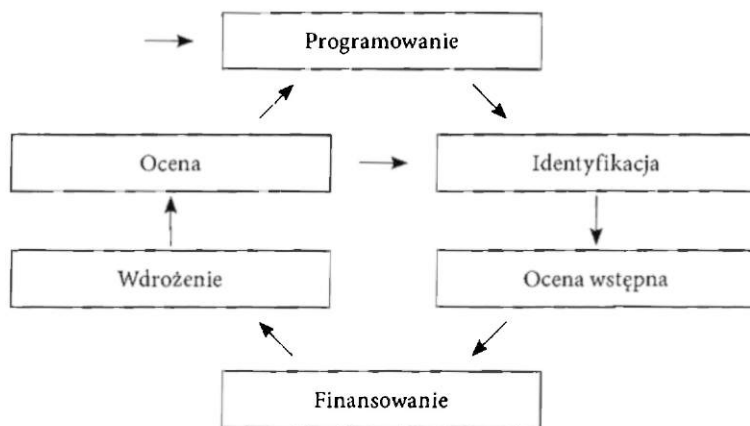 Programowanie
Ocena
Identyfikacja
Wdrożenie
Ocena wstępna
Finansowanie